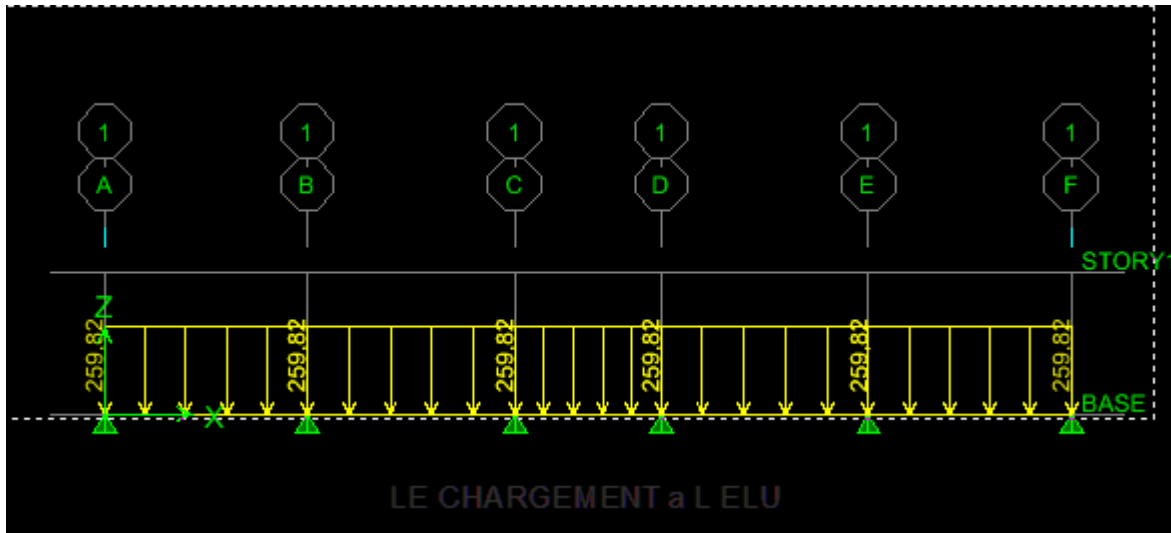 1 1 1 1 1 1
A B C D E F
STORY1
Z
259,82 259,82 259,82 259,82 259,82 259,82
BASE
X
LE CHARGEMENT a L ELU